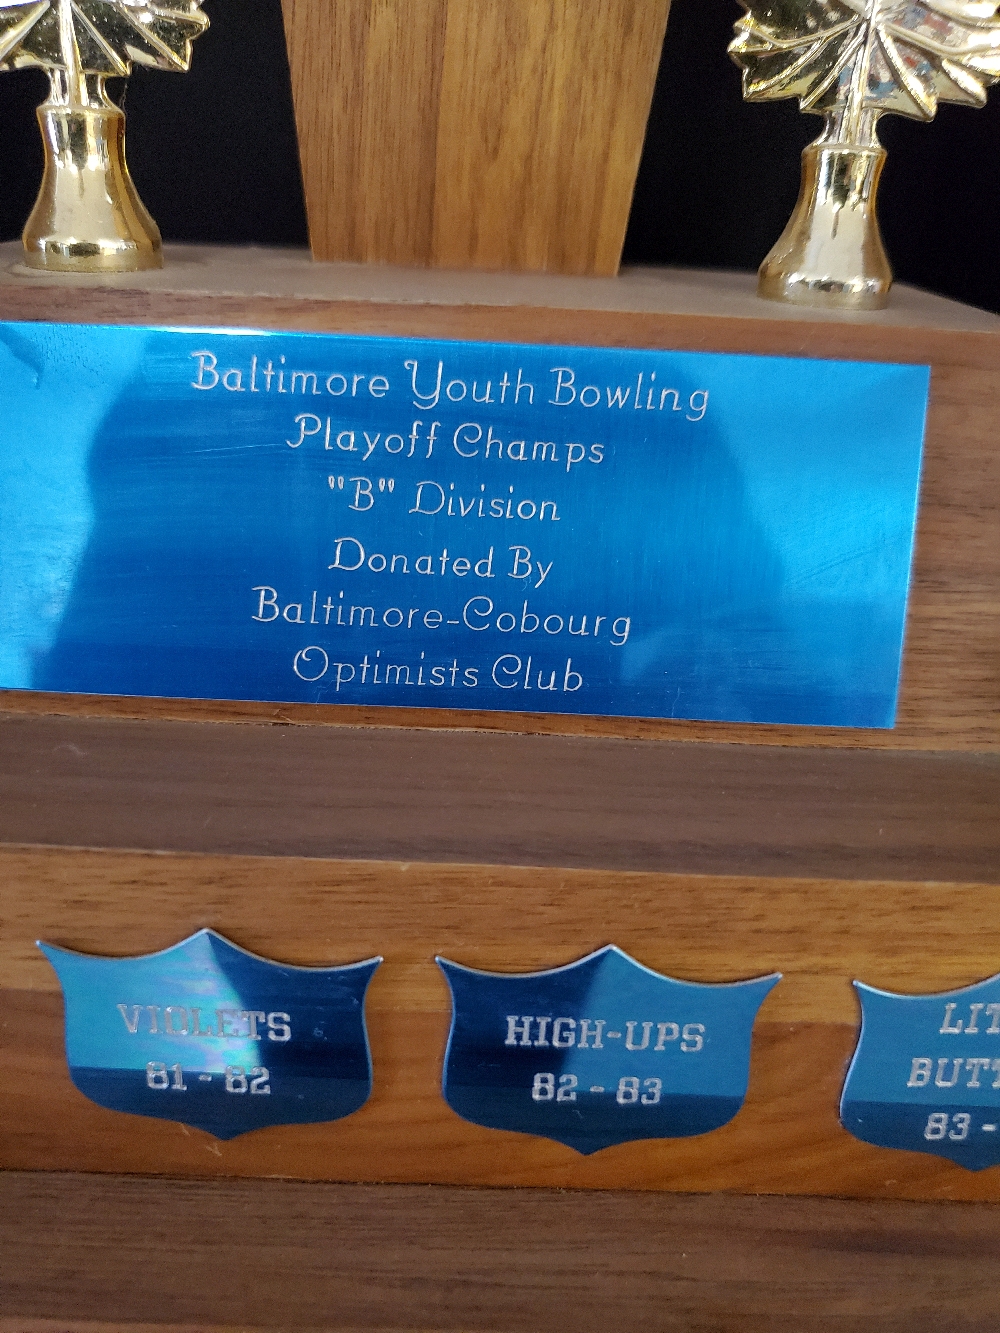 Baltimore Youth Bowling
Playoff Champs
"B" Division
Donated By
Baltimore-Cobourg
Optimists Club
VIOLETS
81 - 82
HIGH-UPS
82 - 83
83 -